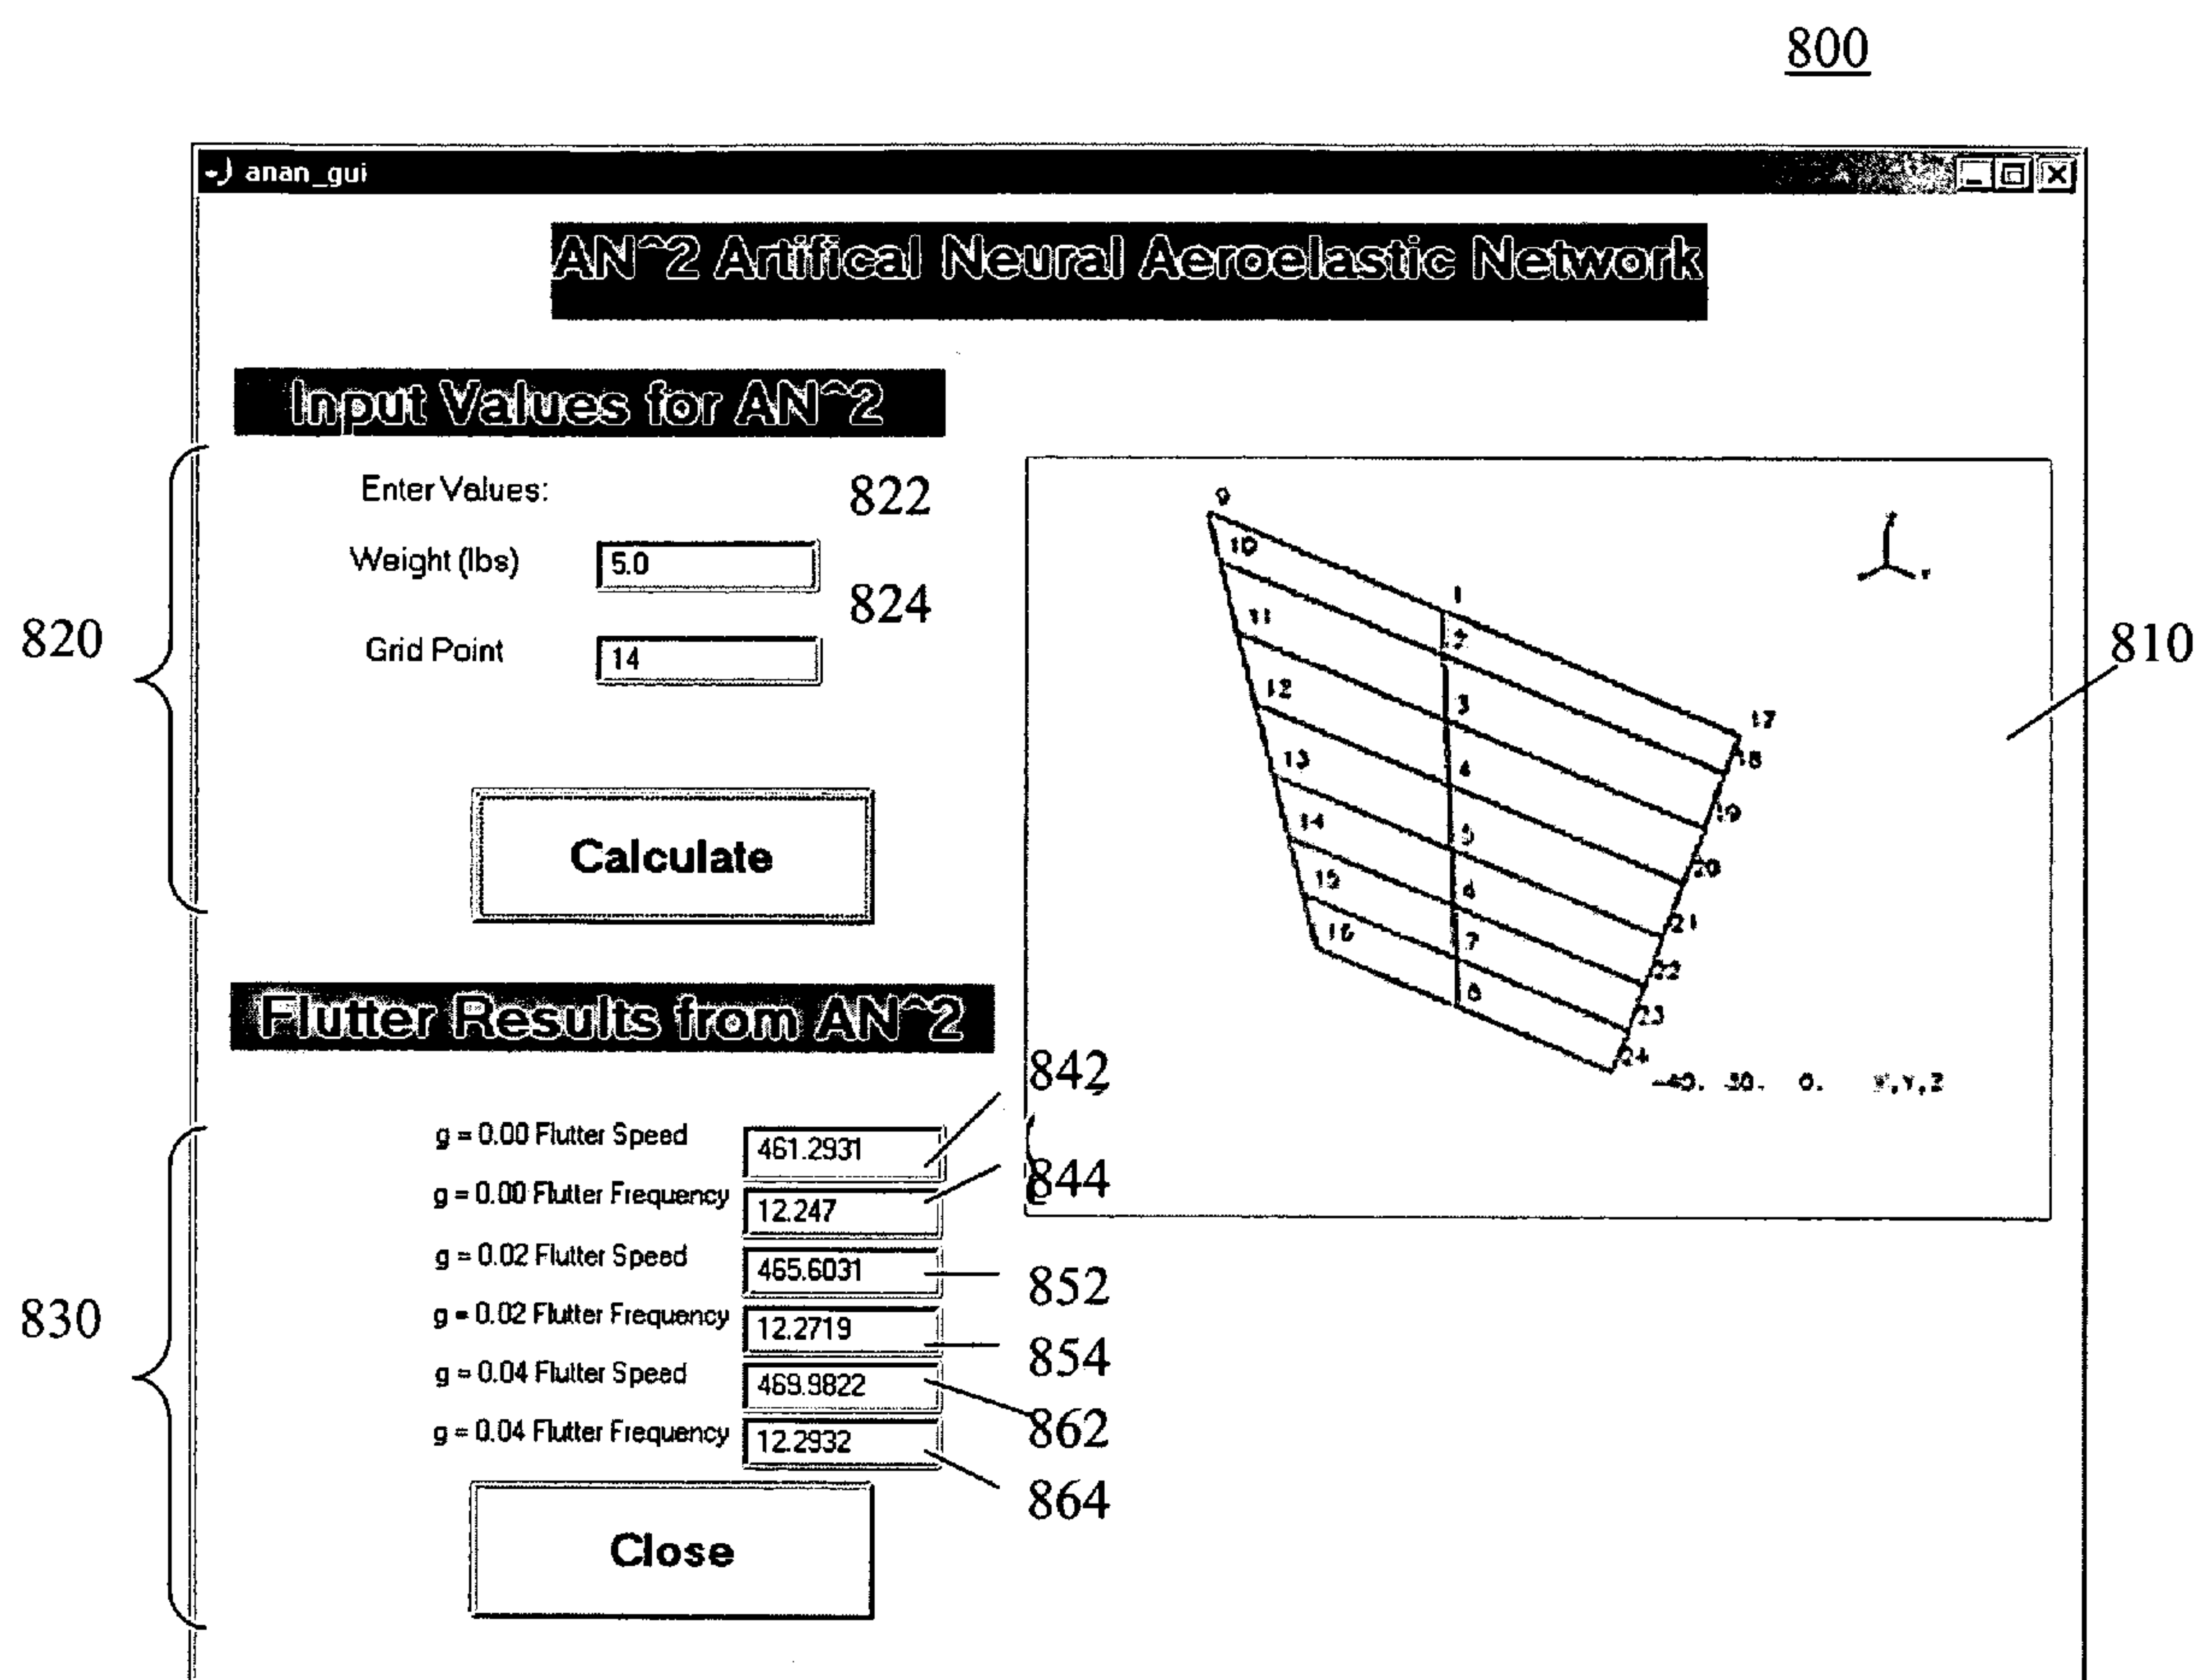 800
anan_gui
AN^2 Artifical Neural Aeroelastic Network
Input Values for AN^2
820
Enter Values:
822
Weight (lbs)
5.0
824
Grid Point
14
Calculate
810
9
10
11
12
13
14
15
16
1
2
3
4
5
6
7
8
17
18
19
20
21
22
23
24
0.
Flutter Results from AN^2
830
g = 0.00 Flutter Speed 461.2931 842
g = 0.00 Flutter Frequency 12.247 844
g = 0.02 Flutter Speed 465.6031 852
g = 0.02 Flutter Frequency 12.2719 854
g = 0.04 Flutter Speed 469.9822 862
g = 0.04 Flutter Frequency 12.2932 864
Close